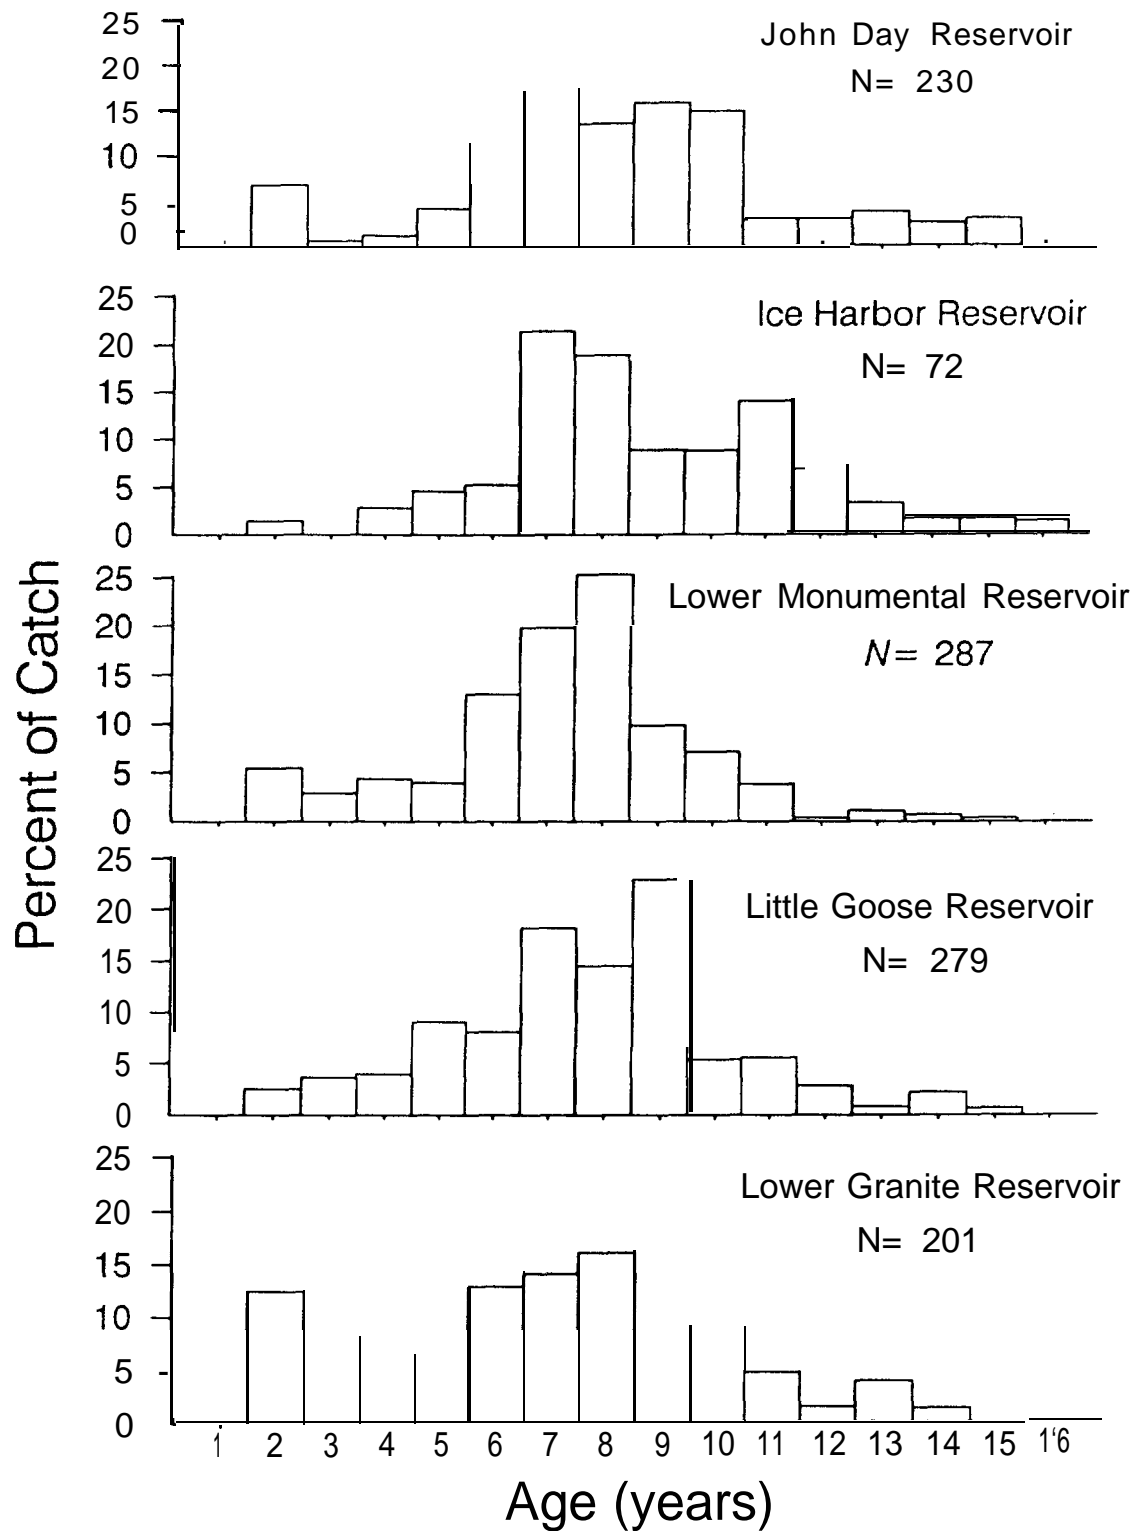 25
20
15
10
5
0
John Day Reservoir
N= 230
25
20
15
10
5
0
Ice Harbor Reservoir
N= 72
25
20
15
10
5
0
Lower Monumental Reservoir
N= 287
25
20
15
10
5
0
Little Goose Reservoir
N= 279
25
20
15
10
5
0
Lower Granite Reservoir
N= 201
1 2 3 4 5 6 7 8 9 10 11 12 13 14 15 1'6
Age (years)
Percent of Catch